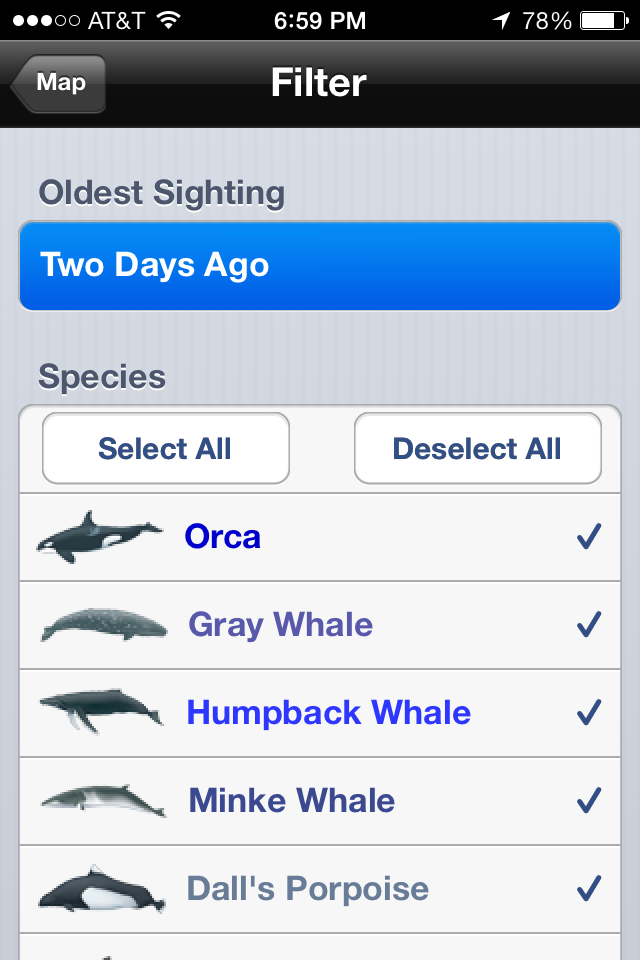 AT&T 6:59 PM 78%
Map Filter
Oldest Sighting
Two Days Ago
Species
Select All Deselect All
Orca
Gray Whale
Humpback Whale
Minke Whale
Dall's Porpoise